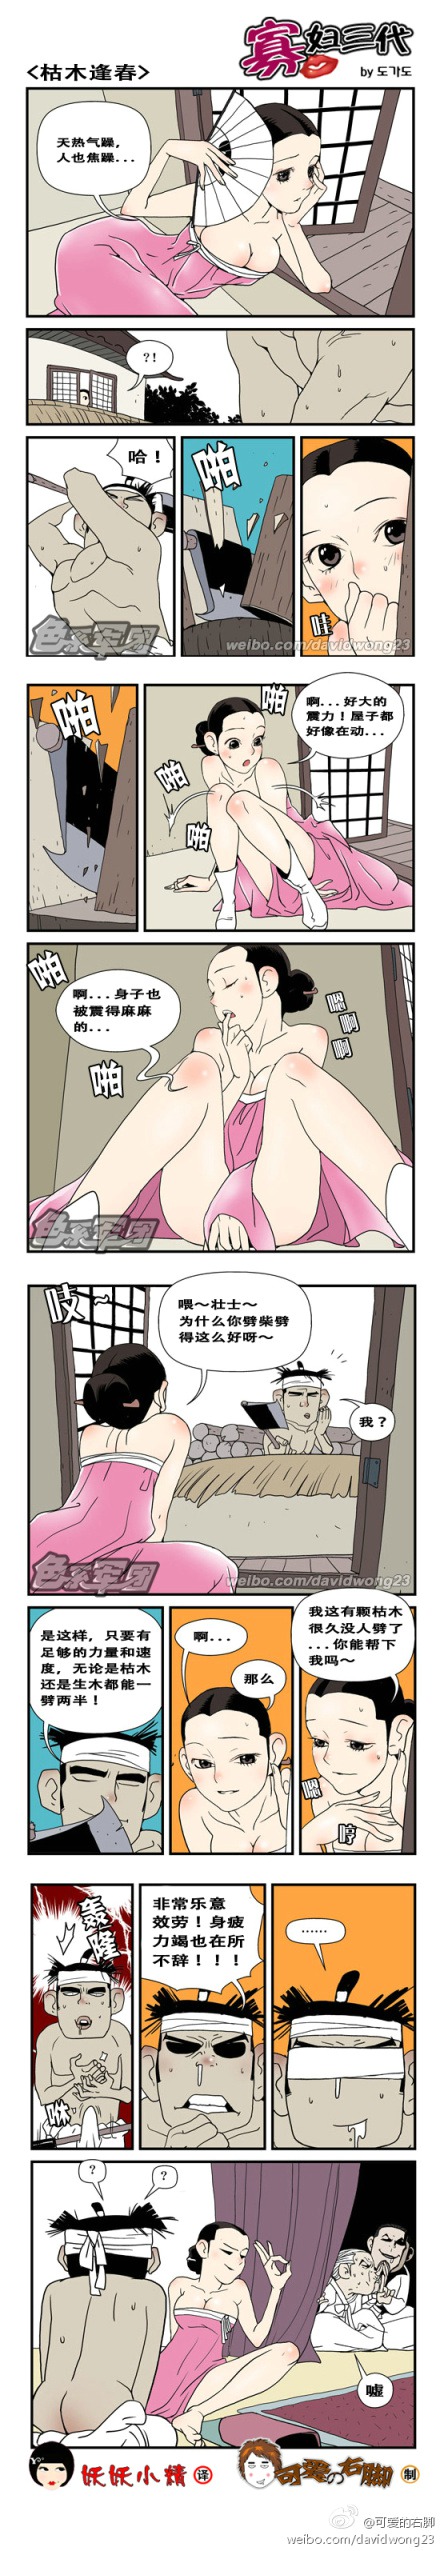 <枯木逢春>
寡妇三代
by 도가도
天热气躁，
人也焦躁...
?!
哈！
啪
哇
weibo.com/davidwong23
啪
啪
啪
啪
啊...好大的
震力！屋子都
好像在动...
啪
啊...身子也
被震得麻麻
的...
啪
嗯
啊
啊
吱~
喂～壮士～
为什么你劈柴劈
得这么好呀～
我？
weibo.com/davidwong23
是这样，只要有
足够的力量和速
度，无论是枯木
还是生木都能一
劈两半！
啊...
那么
我这有颗枯木
很久没人劈了
...你能帮下
我吗～
嗯
哼
轰
隆
咻
非常乐意
效劳！身疲
力竭也在所
不辞！！！
......
?
?
嘘
妖妖小精 译
可爱の右脚 制
@可爱的右脚
weibo.com/davidwong23